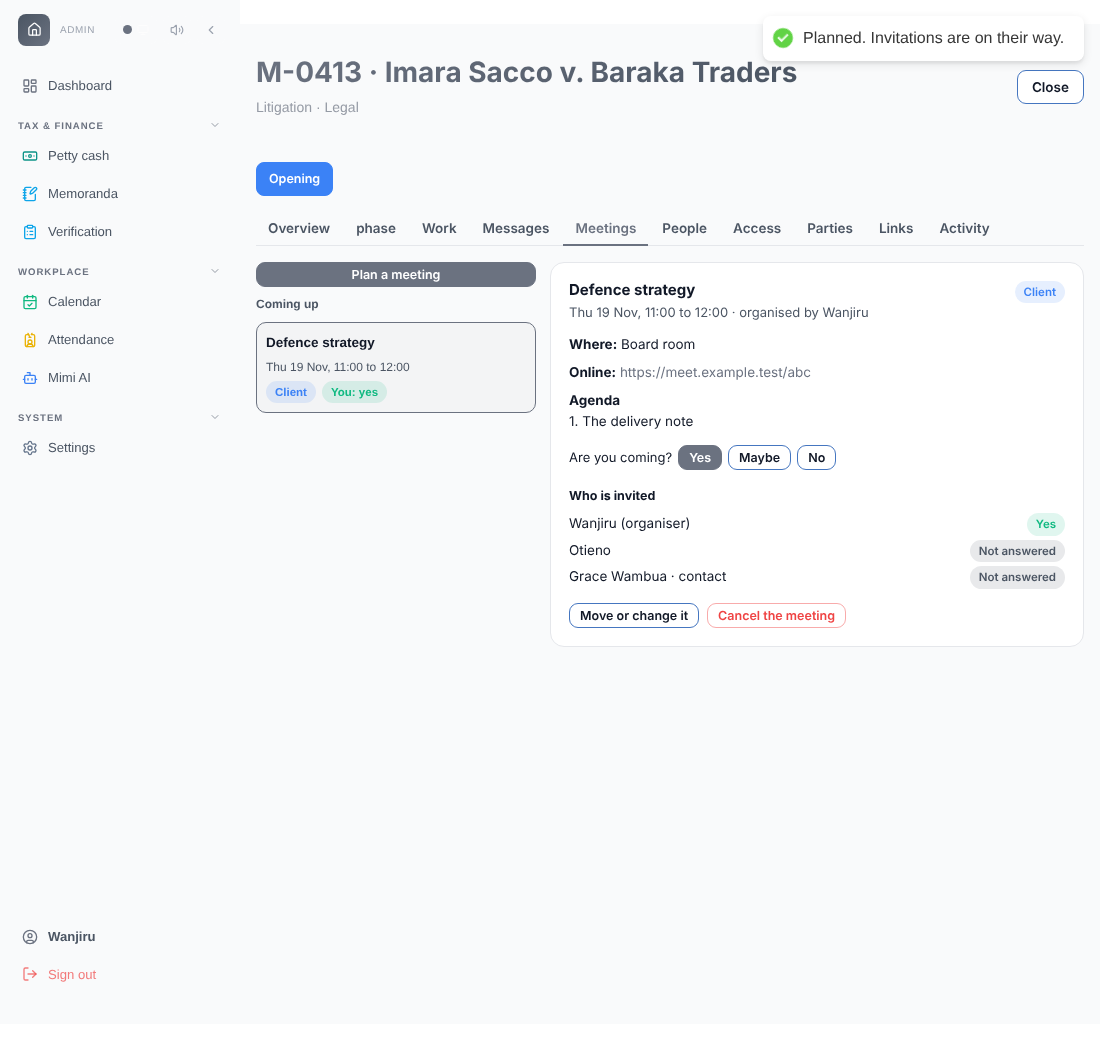 ADMIN
Dashboard
TAX & FINANCE
Petty cash
Memoranda
Verification
WORKPLACE
Calendar
Attendance
Mimi AI
SYSTEM
Settings
Wanjiru
Sign out
Planned. Invitations are on their way.
M-0413 · Imara Sacco v. Baraka Traders
Litigation · Legal
Close
Opening
Overview phase Work Messages Meetings People Access Parties Links Activity
Plan a meeting
Coming up
Defence strategy
Thu 19 Nov, 11:00 to 12:00
Client You: yes
Defence strategy
Client
Thu 19 Nov, 11:00 to 12:00 · organised by Wanjiru
Where: Board room
Online: https://meet.example.test/abc
Agenda
1. The delivery note
Are you coming? Yes Maybe No
Who is invited
Wanjiru (organiser) Yes
Otieno Not answered
Grace Wambua · contact Not answered
Move or change it Cancel the meeting